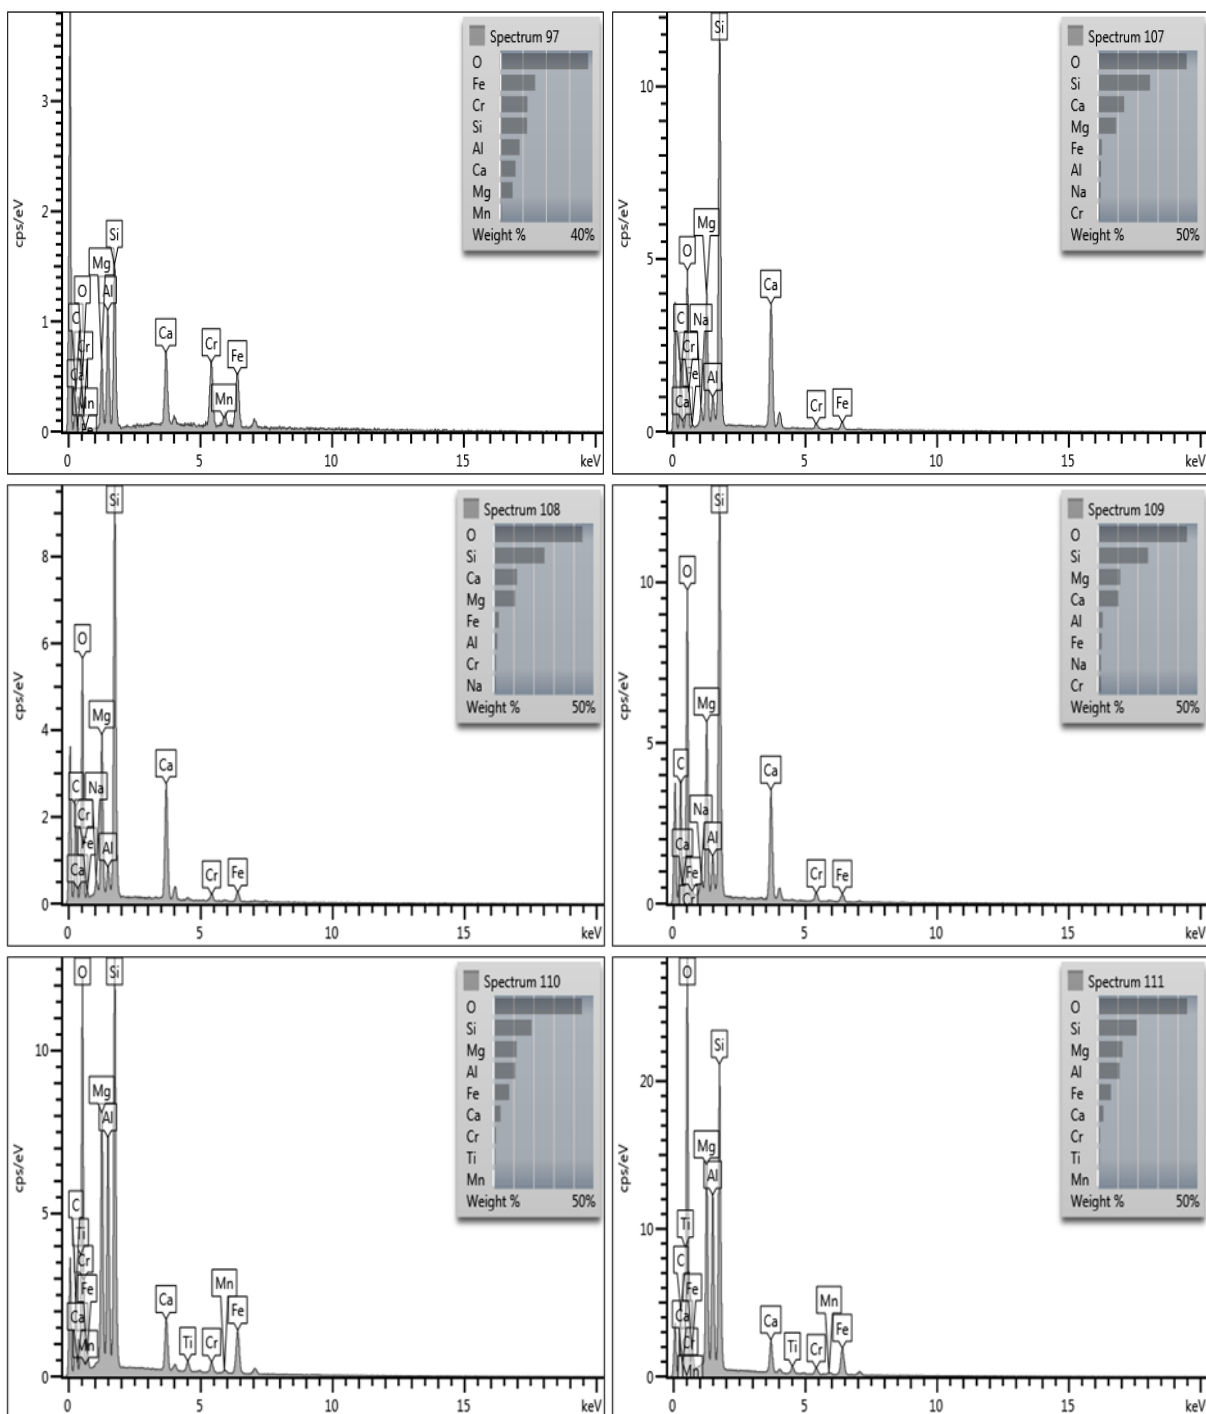 Spectrum 97
O
Fe
Cr
Si
Al
Ca
Mg
Mn
Weight % 40%
cps/eV
3
2
1
0
Si
Mg
O
Al
C
Cr
Ca
Mn
Fe
Ca
Cr
Mn
Fe
0 5 10 15 keV
Spectrum 107
O
Si
Ca
Mg
Fe
Al
Na
Cr
Weight % 50%
cps/eV
10
5
0
Si
Mg
O
C
Na
Cr
Fe
Al
Ca
Ca
Cr
Fe
0 5 10 15 keV
Spectrum 108
O
Si
Ca
Mg
Fe
Al
Cr
Na
Weight % 50%
cps/eV
8
6
4
2
0
Si
O
Mg
C
Na
Cr
Fe
Al
Ca
Ca
Cr
Fe
0 5 10 15 keV
Spectrum 109
O
Si
Mg
Ca
Al
Fe
Na
Cr
Weight % 50%
cps/eV
10
5
0
Si
O
Mg
C
Na
Ca
Al
Fe
Cr
Ca
Cr
Fe
0 5 10 15 keV
Spectrum 110
O
Si
Mg
Al
Fe
Ca
Cr
Ti
Mn
Weight % 50%
cps/eV
10
5
0
O Si
Mg
Al
C
Ti
Cr
Fe
Ca
Mn
Ca
Ti
Cr
Mn
Fe
0 5 10 15 keV
Spectrum 111
O
Si
Mg
Al
Fe
Ca
Cr
Ti
Mn
Weight % 50%
cps/eV
20
10
0
O
Si
Mg
Al
Ti
C
Fe
Ca
Cr
Mn
Ca
Ti
Cr
Mn
Fe
0 5 10 15 keV